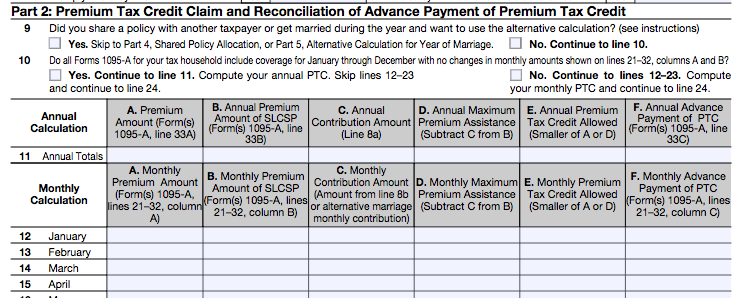 Part 2: Premium Tax Credit Claim and Reconciliation of Advance Payment of Premium Tax Credit
9 Did you share a policy with another taxpayer or get married during the year and want to use the alternative calculation? (see instructions)
Yes. Skip to Part 4, Shared Policy Allocation, or Part 5, Alternative Calculation for Year of Marriage. No. Continue to line 10.
10 Do all Forms 1095-A for your tax household include coverage for January through December with no changes in monthly amounts shown on lines 21–32, columns A and B?
Yes. Continue to line 11. Compute your annual PTC. Skip lines 12–23
and continue to line 24.
No. Continue to lines 12–23. Compute
your monthly PTC and continue to line 24.
Annual
Calculation
A. Premium
Amount (Form(s)
1095-A, line 33A)
B. Annual Premium
Amount of SLCSP
(Form(s) 1095-A, line
33B)
C. Annual
Contribution Amount
(Line 8a)
D. Annual Maximum
Premium Assistance
(Subtract C from B)
E. Annual Premium
Tax Credit Allowed
(Smaller of A or D)
F. Annual Advance
Payment of PTC
(Form(s) 1095-A, line
33C)
11 Annual Totals
Monthly
Calculation
A. Monthly
Premium Amount
(Form(s) 1095-A,
lines 21–32, column
A)
B. Monthly Premium
Amount of SLCSP
(Form(s) 1095-A, lines
21–32, column B)
C. Monthly
Contribution Amount
(Amount from line 8b
or alternative marriage
monthly contribution)
D. Monthly Maximum
Premium Assistance
(Subtract C from B)
E. Monthly Premium
Tax Credit Allowed
(Smaller of A or D)
F. Monthly Advance
Payment of PTC
(Form(s) 1095-A, lines
21–32, column C)
12 January
13 February
14 March
15 April